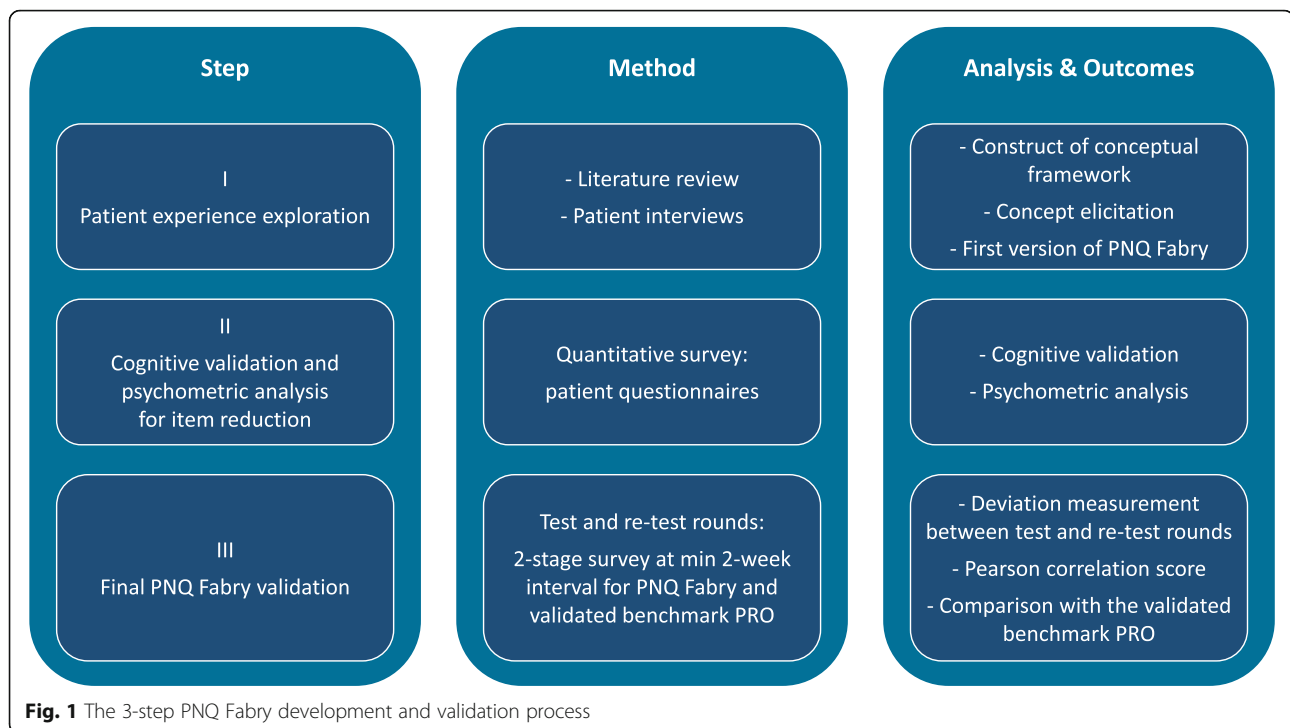 Step
Method
Analysis & Outcomes
I
Patient experience exploration
- Literature review
- Patient interviews
- Construct of conceptual
framework
- Concept elicitation
- First version of PNQ Fabry
II
Cognitive validation and
psychometric analysis
for item reduction
Quantitative survey:
patient questionnaires
- Cognitive validation
- Psychometric analysis
III
Final PNQ Fabry validation
Test and re-test rounds:
2-stage survey at min 2-week
interval for PNQ Fabry and
validated benchmark PRO
- Deviation measurement
between test and re-test rounds
- Pearson correlation score
- Comparison with the validated
benchmark PRO
Fig. 1 The 3-step PNQ Fabry development and validation process